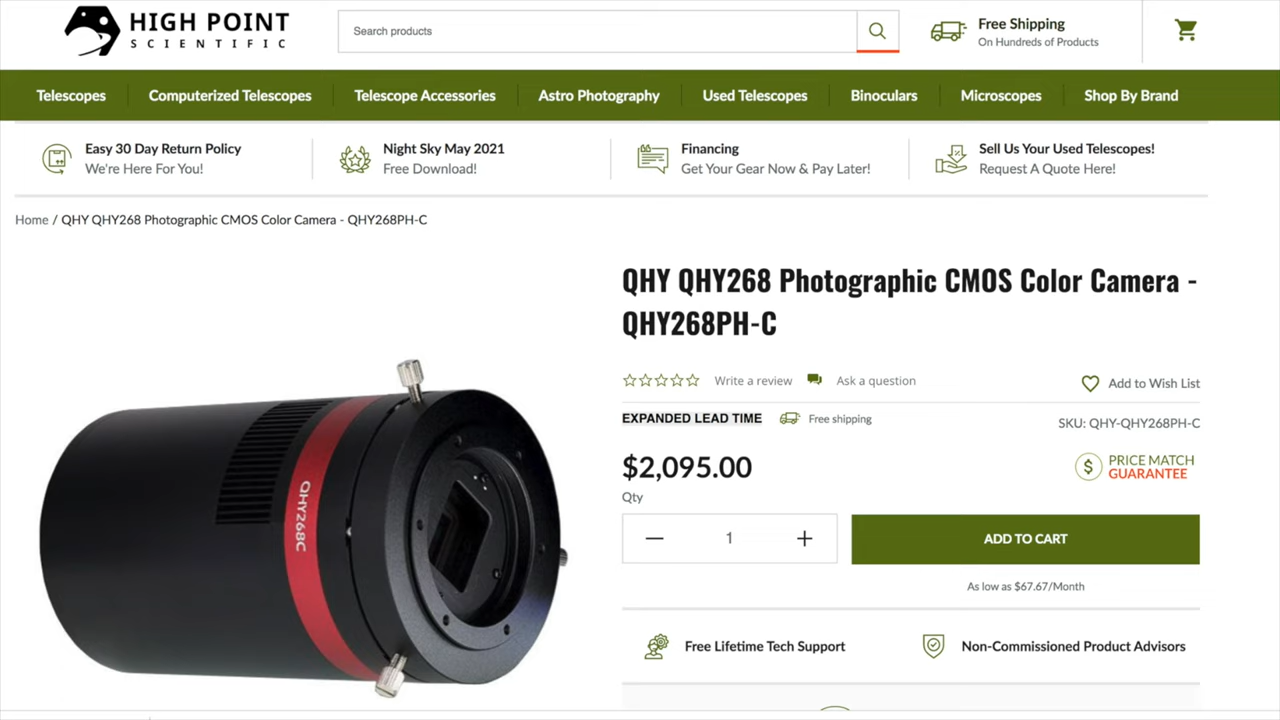 HIGH POINT
SCIENTIFIC
Search products
Free Shipping
On Hundreds of Products
Telescopes
Computerized Telescopes
Telescope Accessories
Astro Photography
Used Telescopes
Binoculars
Microscopes
Shop By Brand
Easy 30 Day Return Policy
We're Here For You!
Night Sky May 2021
Free Download!
Financing
Get Your Gear Now & Pay Later!
Sell Us Your Used Telescopes!
Request A Quote Here!
Home / QHY QHY268 Photographic CMOS Color Camera - QHY268PH-C
QHY QHY268 Photographic CMOS Color Camera -
QHY268PH-C
Write a review
Ask a question
Add to Wish List
EXPANDED LEAD TIME
Free shipping
SKU: QHY-QHY268PH-C
$2,095.00
PRICE MATCH
GUARANTEE
Qty
1
ADD TO CART
As low as $67.67/Month
Free Lifetime Tech Support
Non-Commissioned Product Advisors
QHY268C